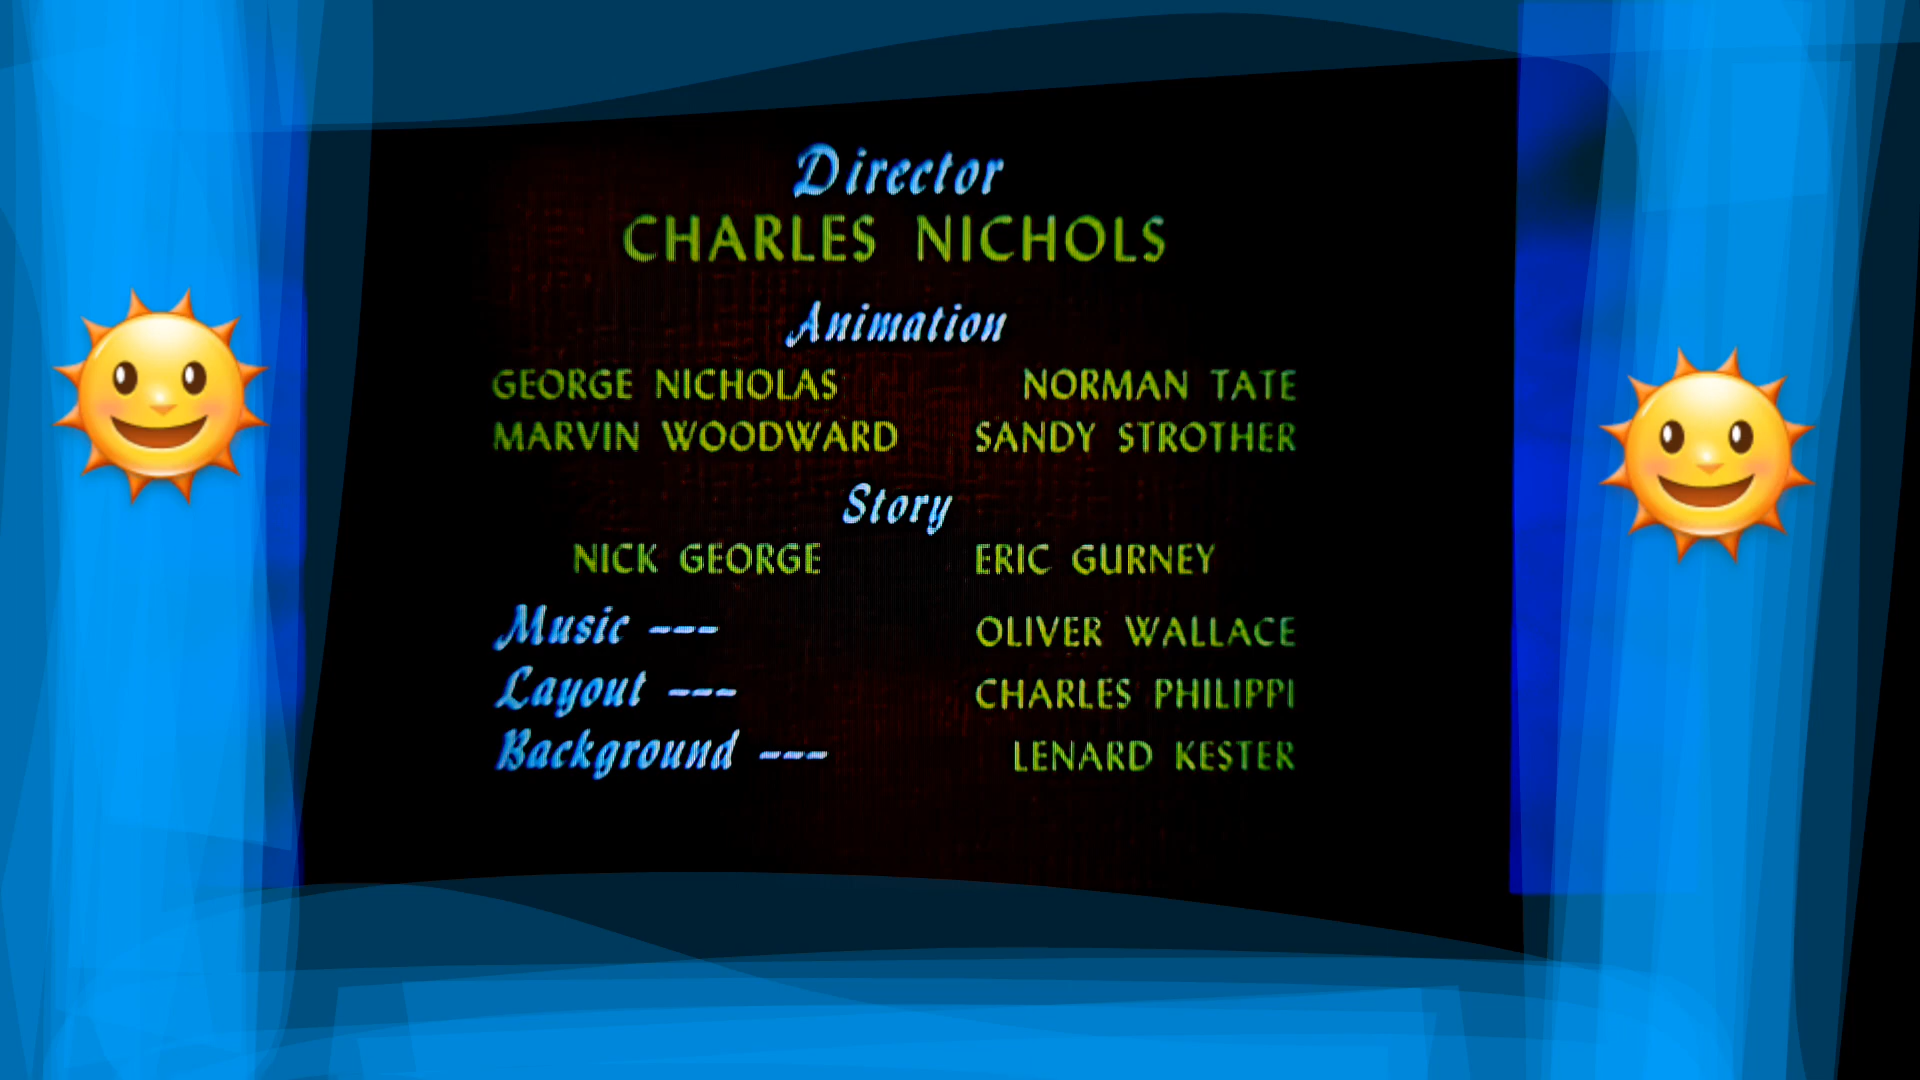 Director
CHARLES NICHOLS
Animation
GEORGE NICHOLAS NORMAN TATE
MARVIN WOODWARD SANDY STROTHER
Story
NICK GEORGE ERIC GURNEY
Music --- OLIVER WALLACE
Layout --- CHARLES PHILIPPI
Background --- LENARD KESTER